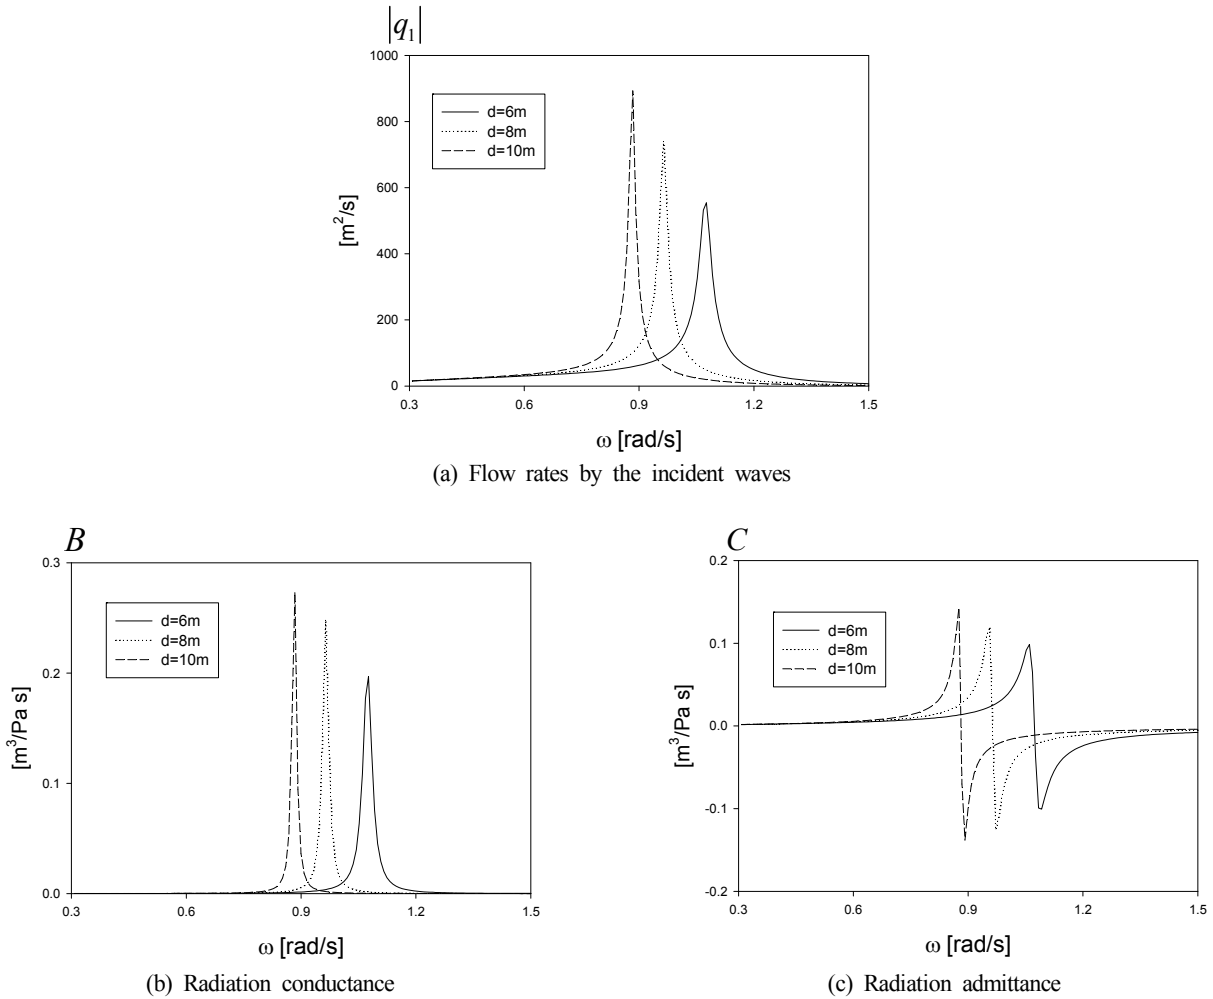 |q₁|
1000
800
600
400
200
0
[m²/s]
d=6m
d=8m
d=10m
0.3 0.6 0.9 1.2 1.5
ω [rad/s]
(a) Flow rates by the incident waves
B
0.3
0.2
0.1
0.0
[m³/Pa s]
d=6m
d=8m
d=10m
0.3 0.6 0.9 1.2 1.5
ω [rad/s]
(b) Radiation conductance
C
0.2
0.1
0.0
-0.1
-0.2
[m³/Pa s]
d=6m
d=8m
d=10m
0.3 0.6 0.9 1.2 1.5
ω [rad/s]
(c) Radiation admittance